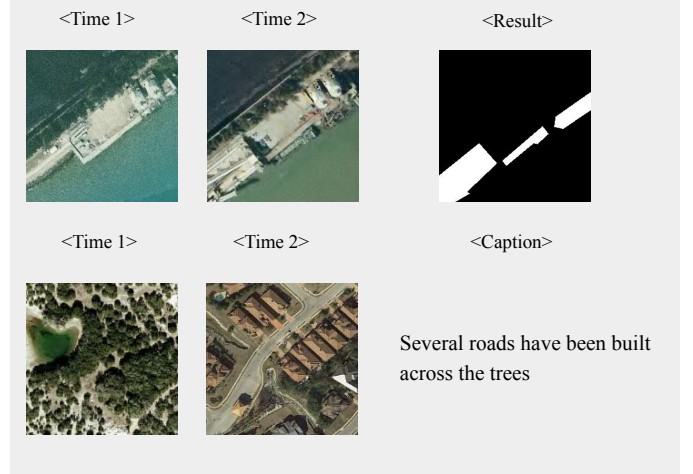 <Time 1> <Time 2> <Result>
<Time 1> <Time 2> <Caption>
Several roads have been built
across the trees